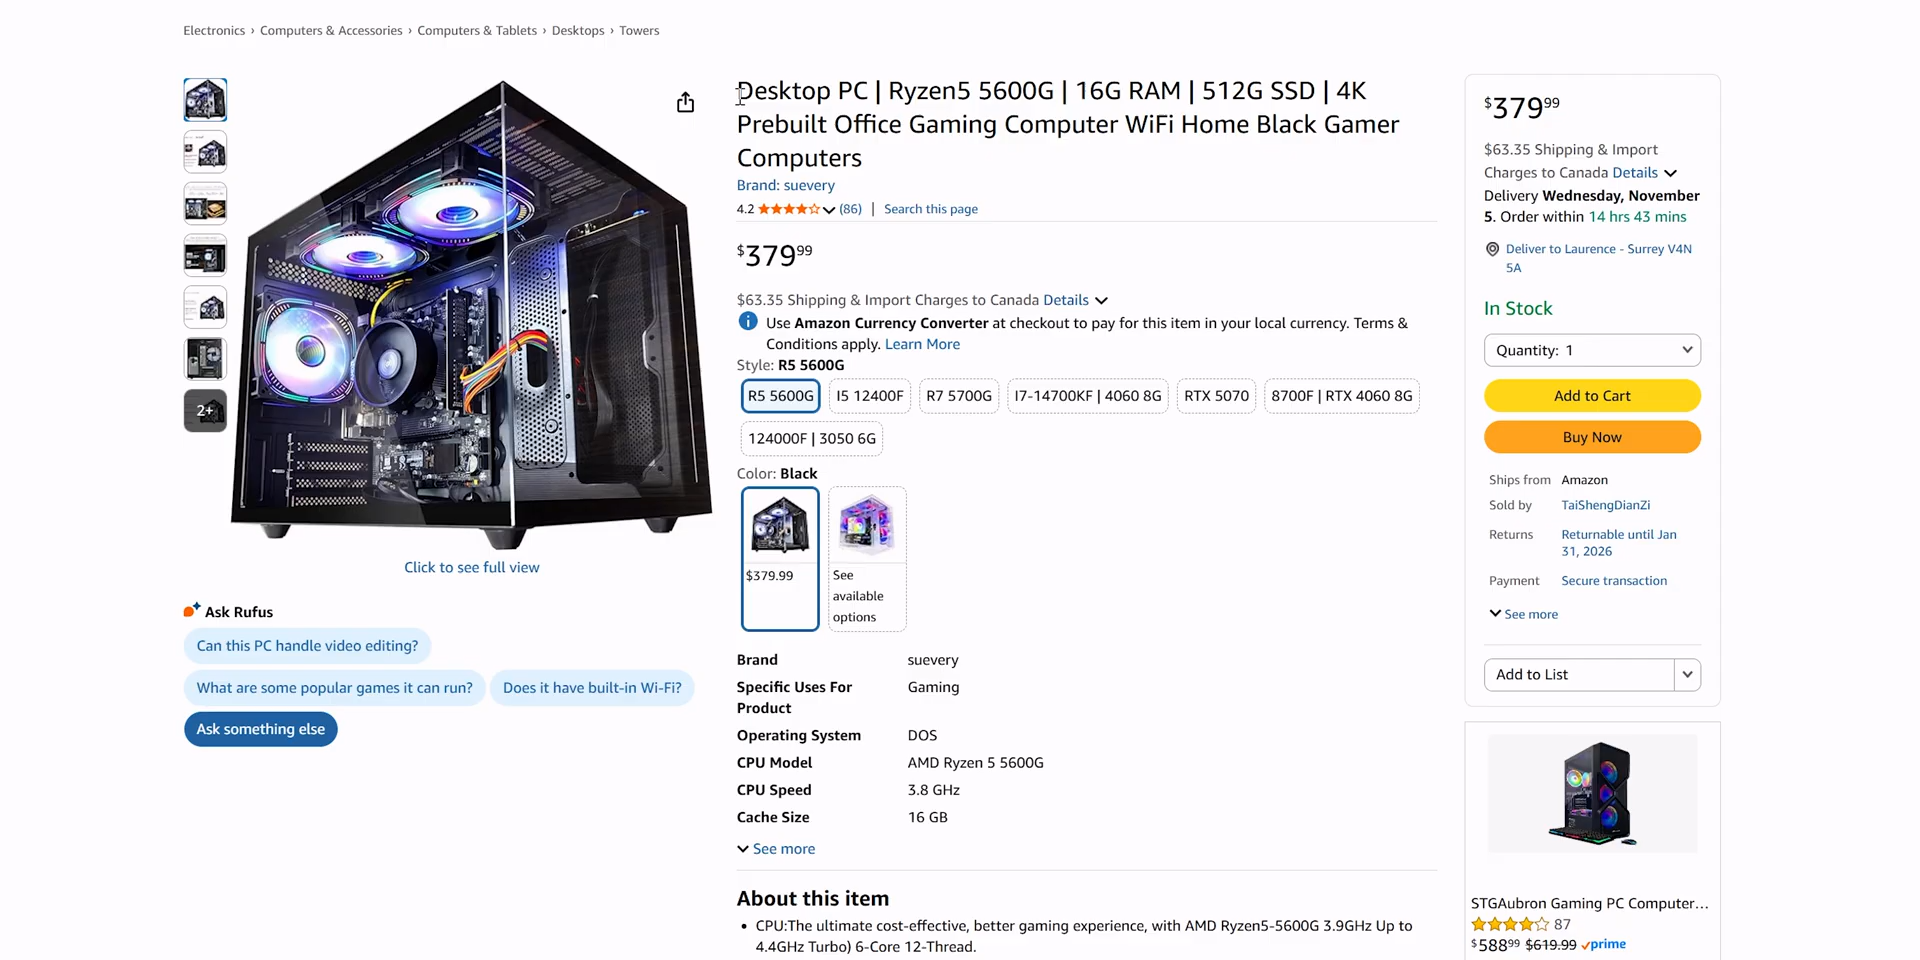 Electronics › Computers & Accessories › Computers & Tablets › Desktops › Towers
Desktop PC | Ryzen5 5600G | 16G RAM | 512G SSD | 4K
Prebuilt Office Gaming Computer WiFi Home Black Gamer
Computers
Brand: suevery
4.2 (86) | Search this page
$379.99
$63.35 Shipping & Import Charges to Canada Details
Use Amazon Currency Converter at checkout to pay for this item in your local currency. Terms &
Conditions apply. Learn More
Style: R5 5600G
R5 5600G I5 12400F R7 5700G I7-14700KF | 4060 8G RTX 5070 8700F | RTX 4060 8G
124000F | 3050 6G
Color: Black
$379.99
See
available
options
Brand suevery
Specific Uses For Gaming
Product
Operating System DOS
CPU Model AMD Ryzen 5 5600G
CPU Speed 3.8 GHz
Cache Size 16 GB
See more
About this item
• CPU:The ultimate cost-effective, better gaming experience, with AMD Ryzen5-5600G 3.9GHz Up to
4.4GHz Turbo) 6-Core 12-Thread.
2+
Click to see full view
Ask Rufus
Can this PC handle video editing?
What are some popular games it can run? Does it have built-in Wi-Fi?
Ask something else
$379.99
$63.35 Shipping & Import
Charges to Canada Details
Delivery Wednesday, November
5. Order within 14 hrs 43 mins
Deliver to Laurence - Surrey V4N
5A
In Stock
Quantity: 1
Add to Cart
Buy Now
Ships from Amazon
Sold by TaiShengDianZi
Returns Returnable until Jan
31, 2026
Payment Secure transaction
See more
Add to List
STGAubron Gaming PC Computer…
87
$588.99 $619.99 prime